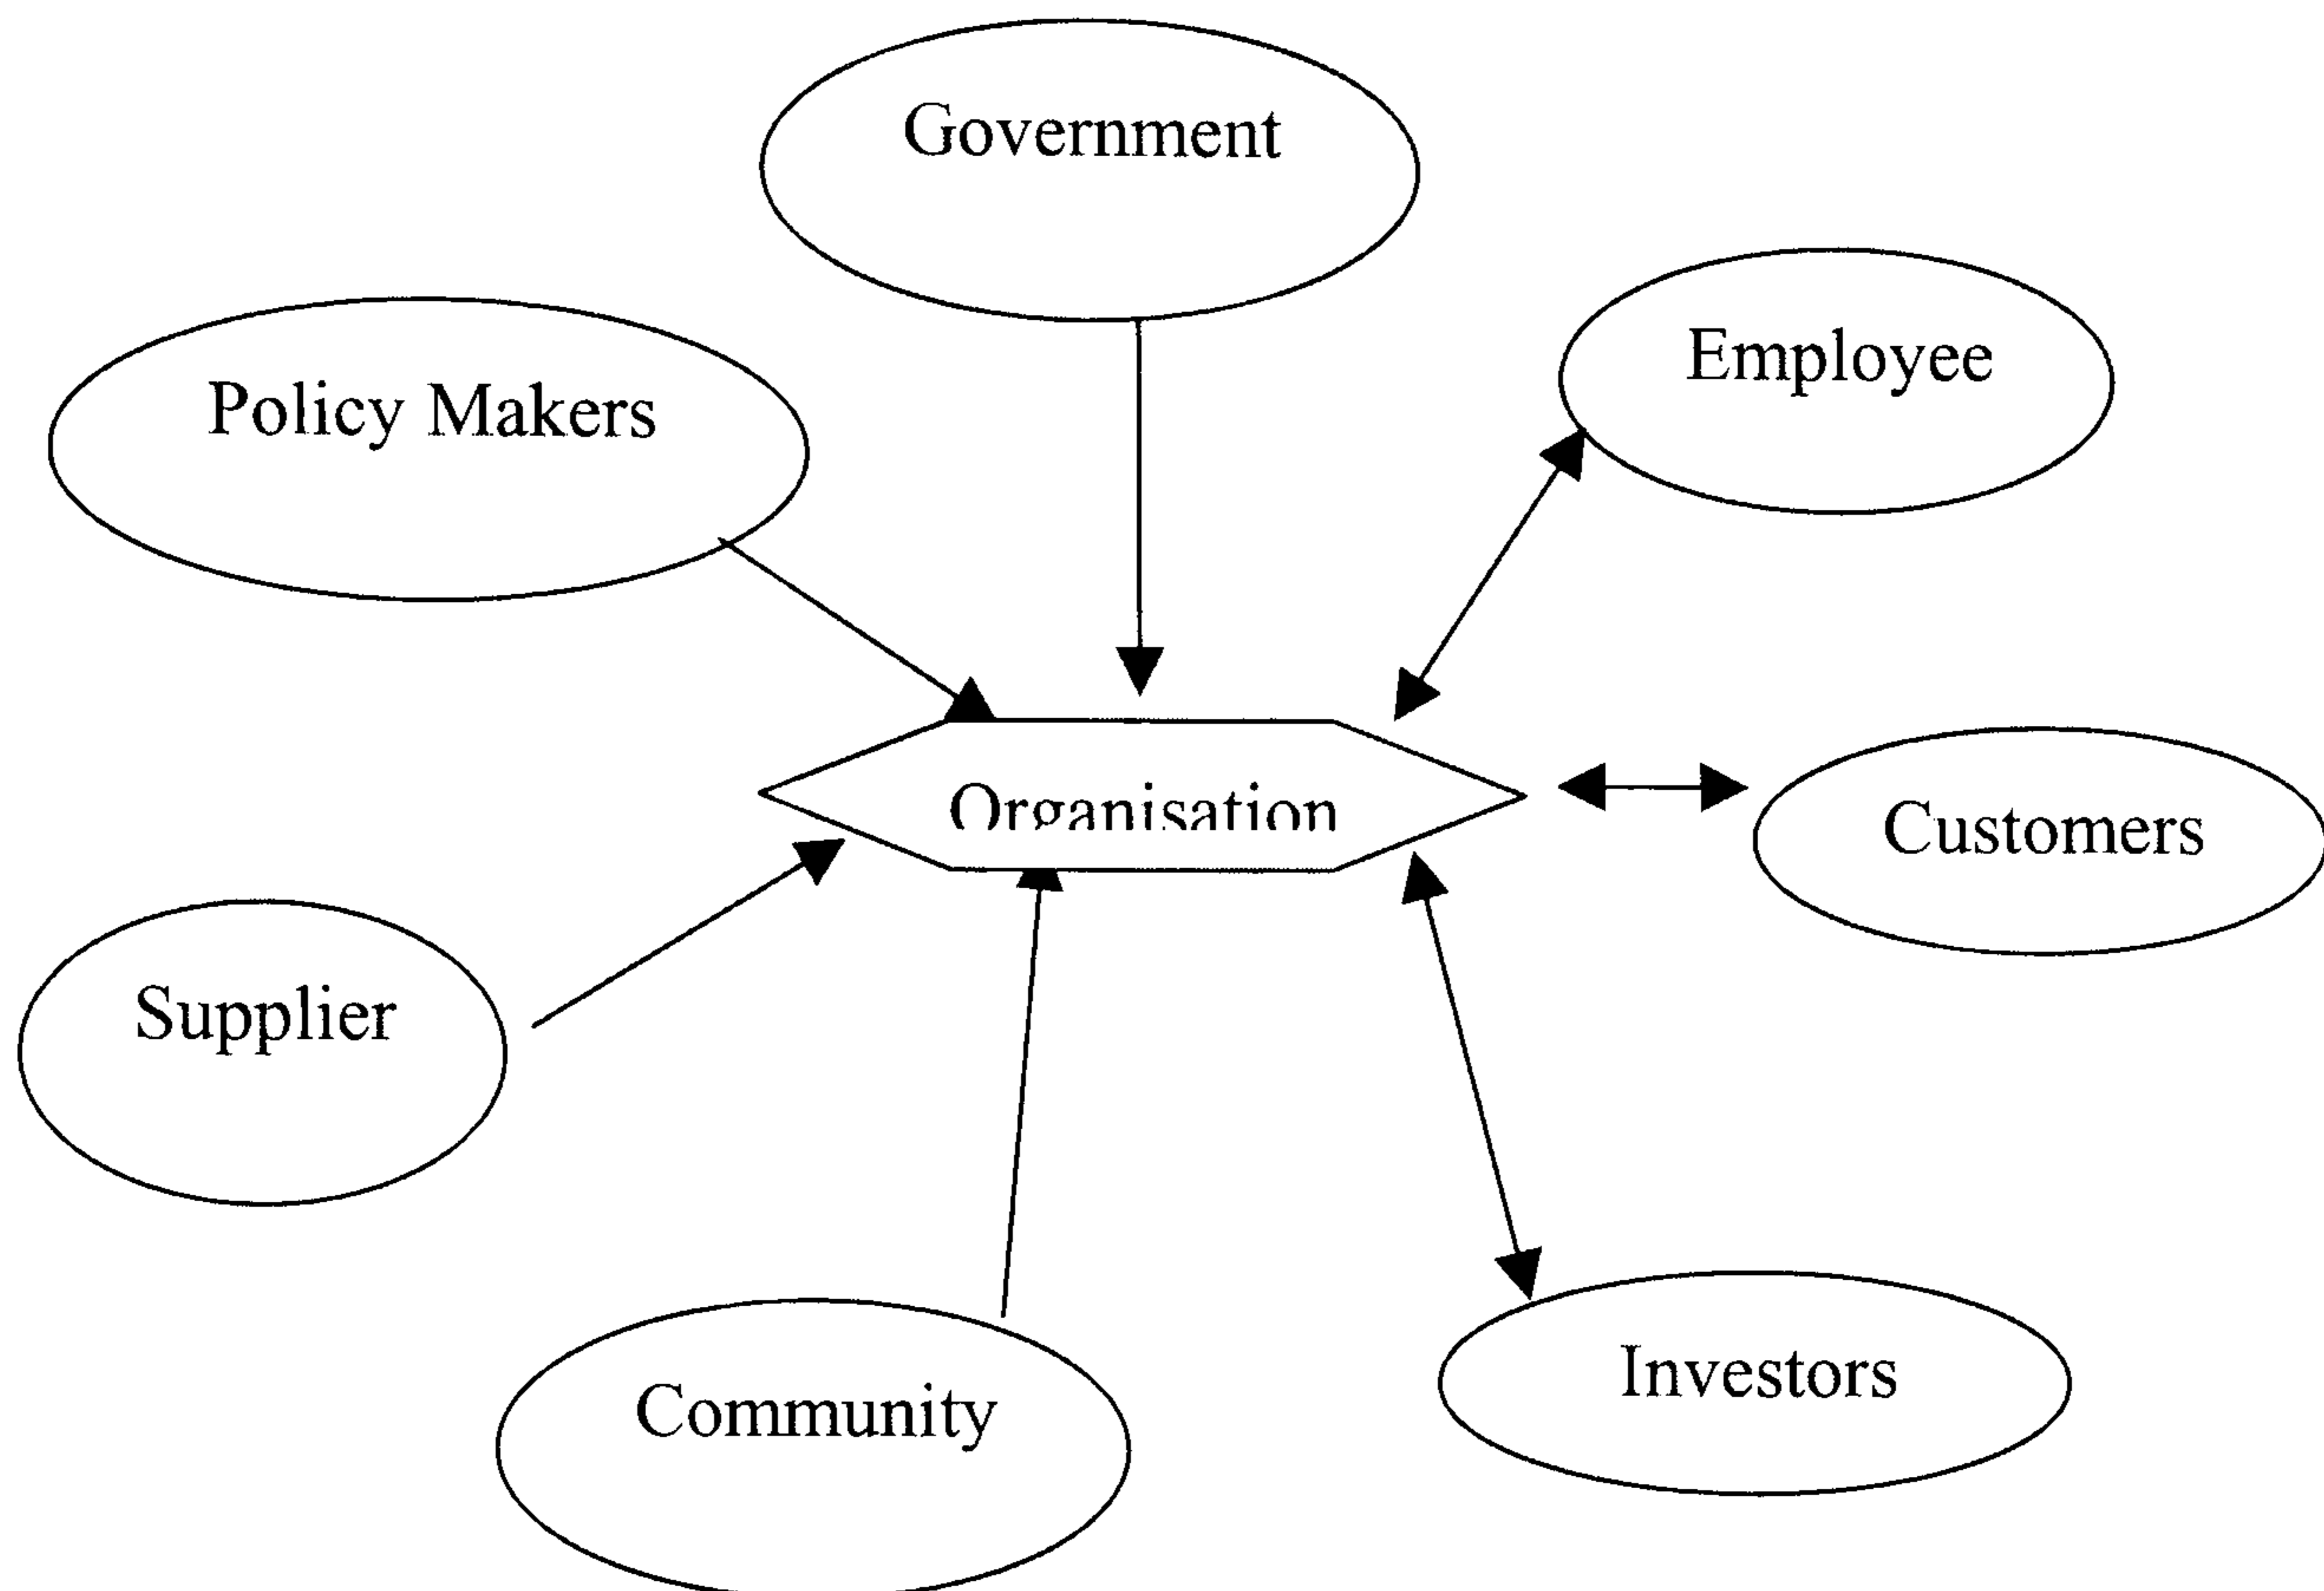 Government
Employee
Policy Makers
Organisation
Customers
Supplier
Investors
Community